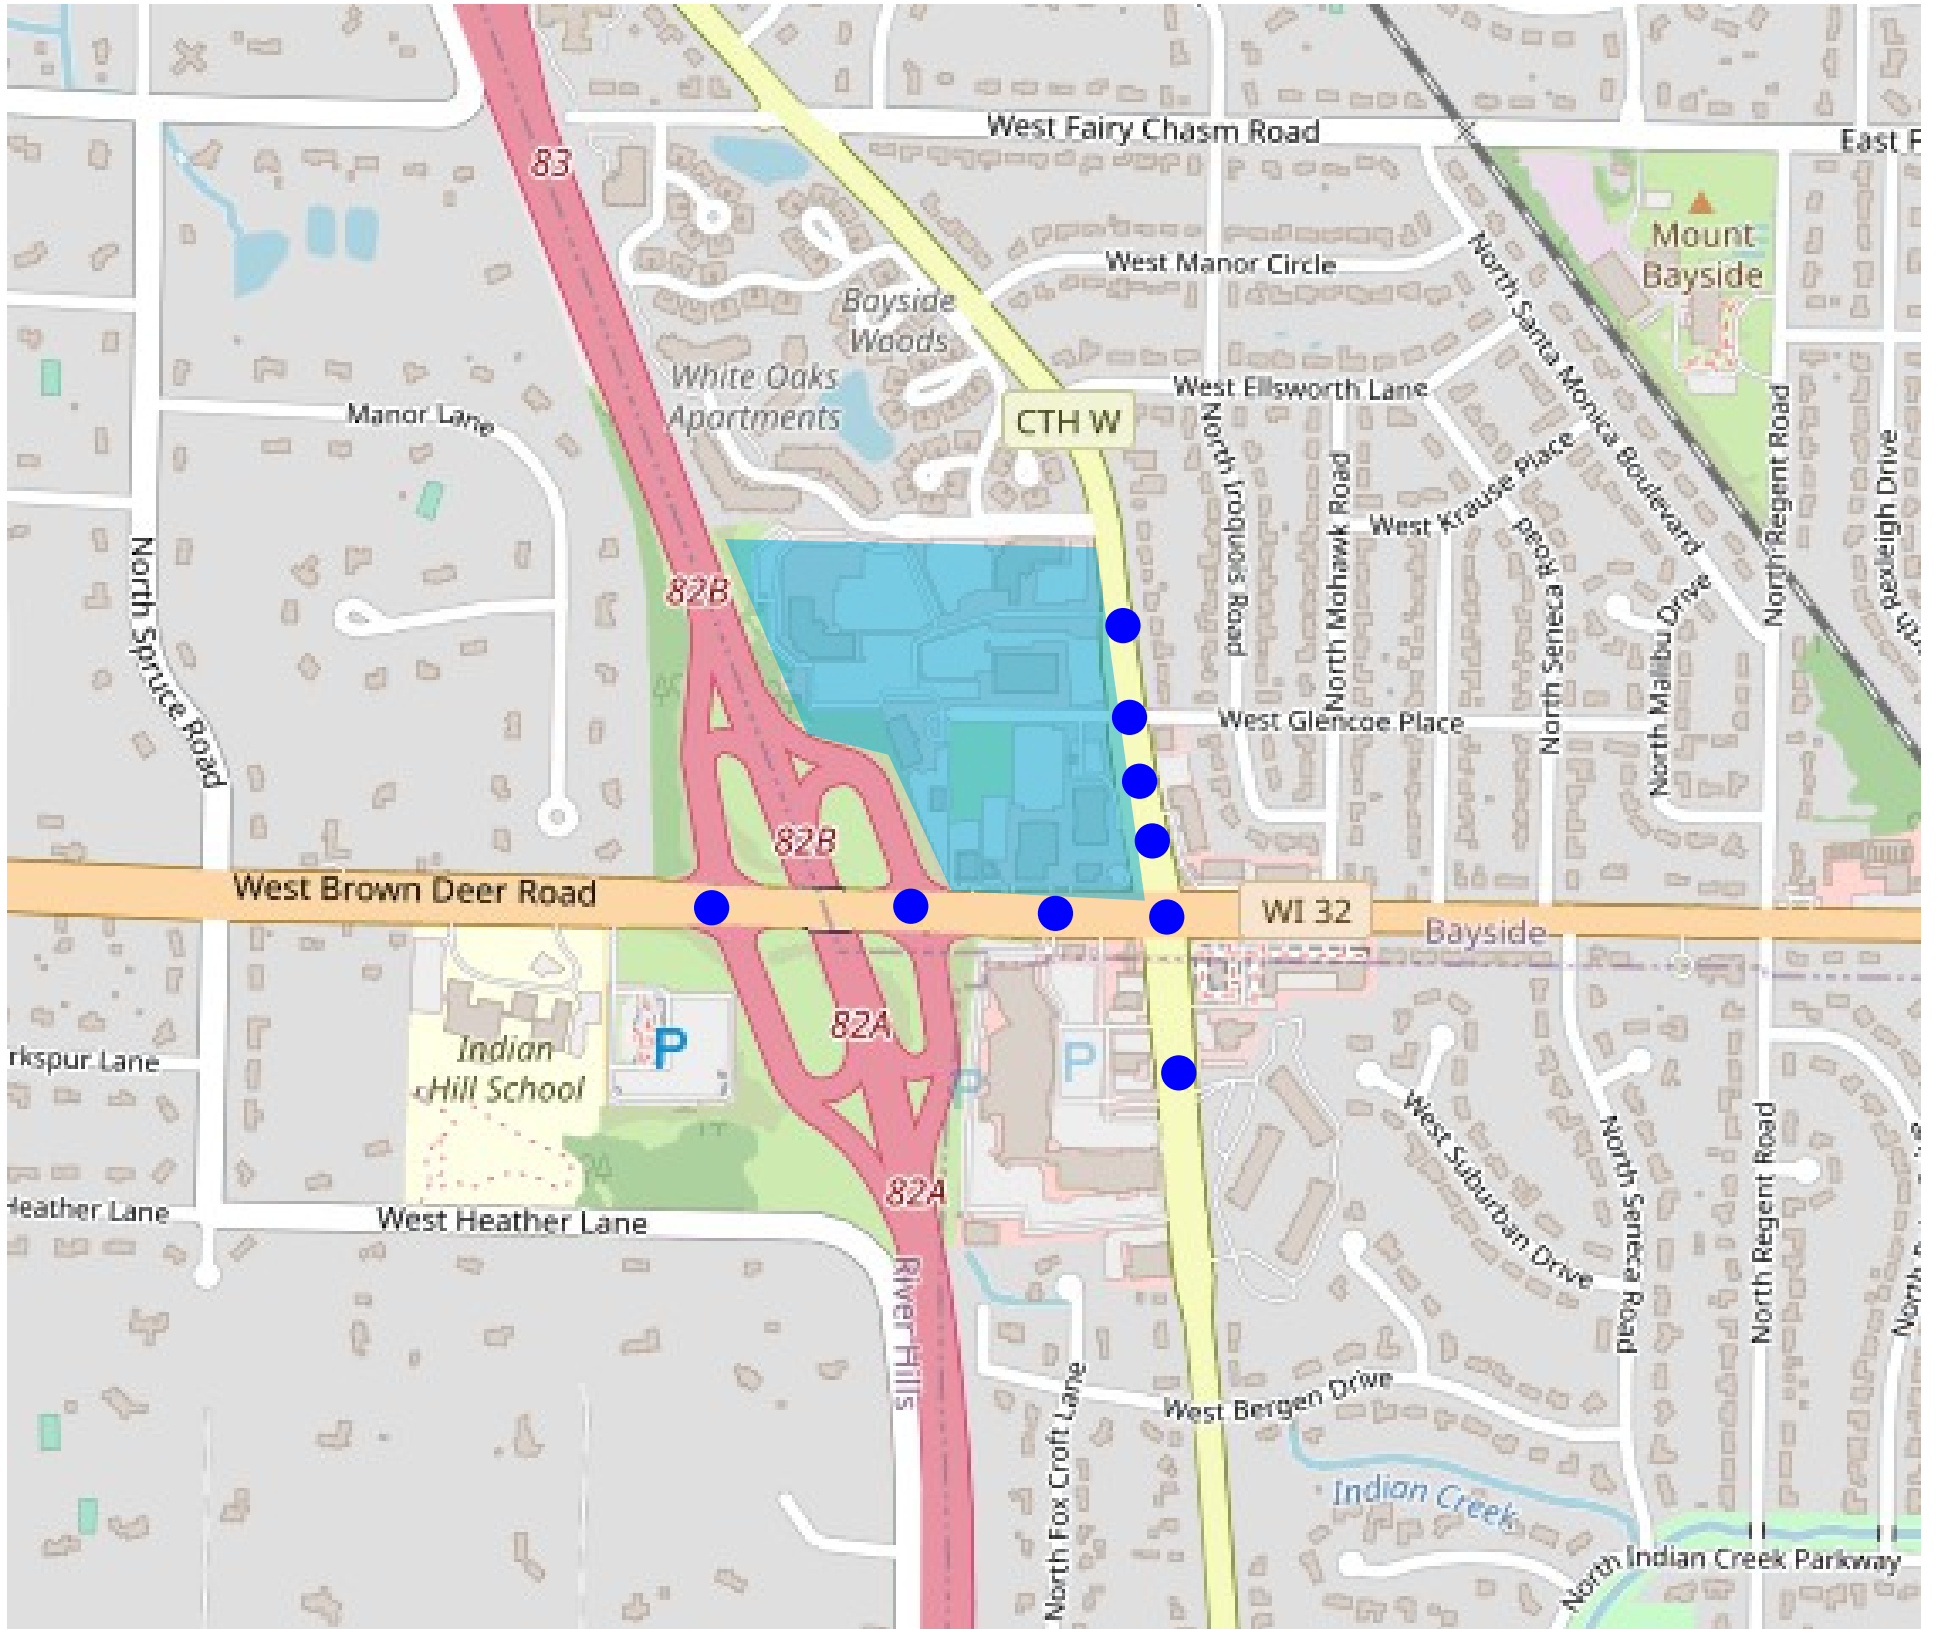 West Fairy Chasm Road
East F
83
Mount
Bayside
West Manor Circle
North Santa Monica Boulevard
Bayside
Woods
White Oaks
Apartments
West Ellsworth Lane
CTH W
Manor Lane
North Iroquois Road
North Mohawk Road
West Krause Place
North Regent Road
North Rexleigh Drive
North Spruce Road
82B
North Seneca Road
North Malibu Drive
West Glencoe Place
82B
West Brown Deer Road
WI 32
Bayside
82A
P
P
P
Indian
Hill School
rkspur Lane
West Suburban Drive
North Seneca Road
North Regent Road
82A
Heather Lane
West Heather Lane
River Hills
West Bergen Drive
North Fox Croft Lane
Indian Creek
North Indian Creek Parkway